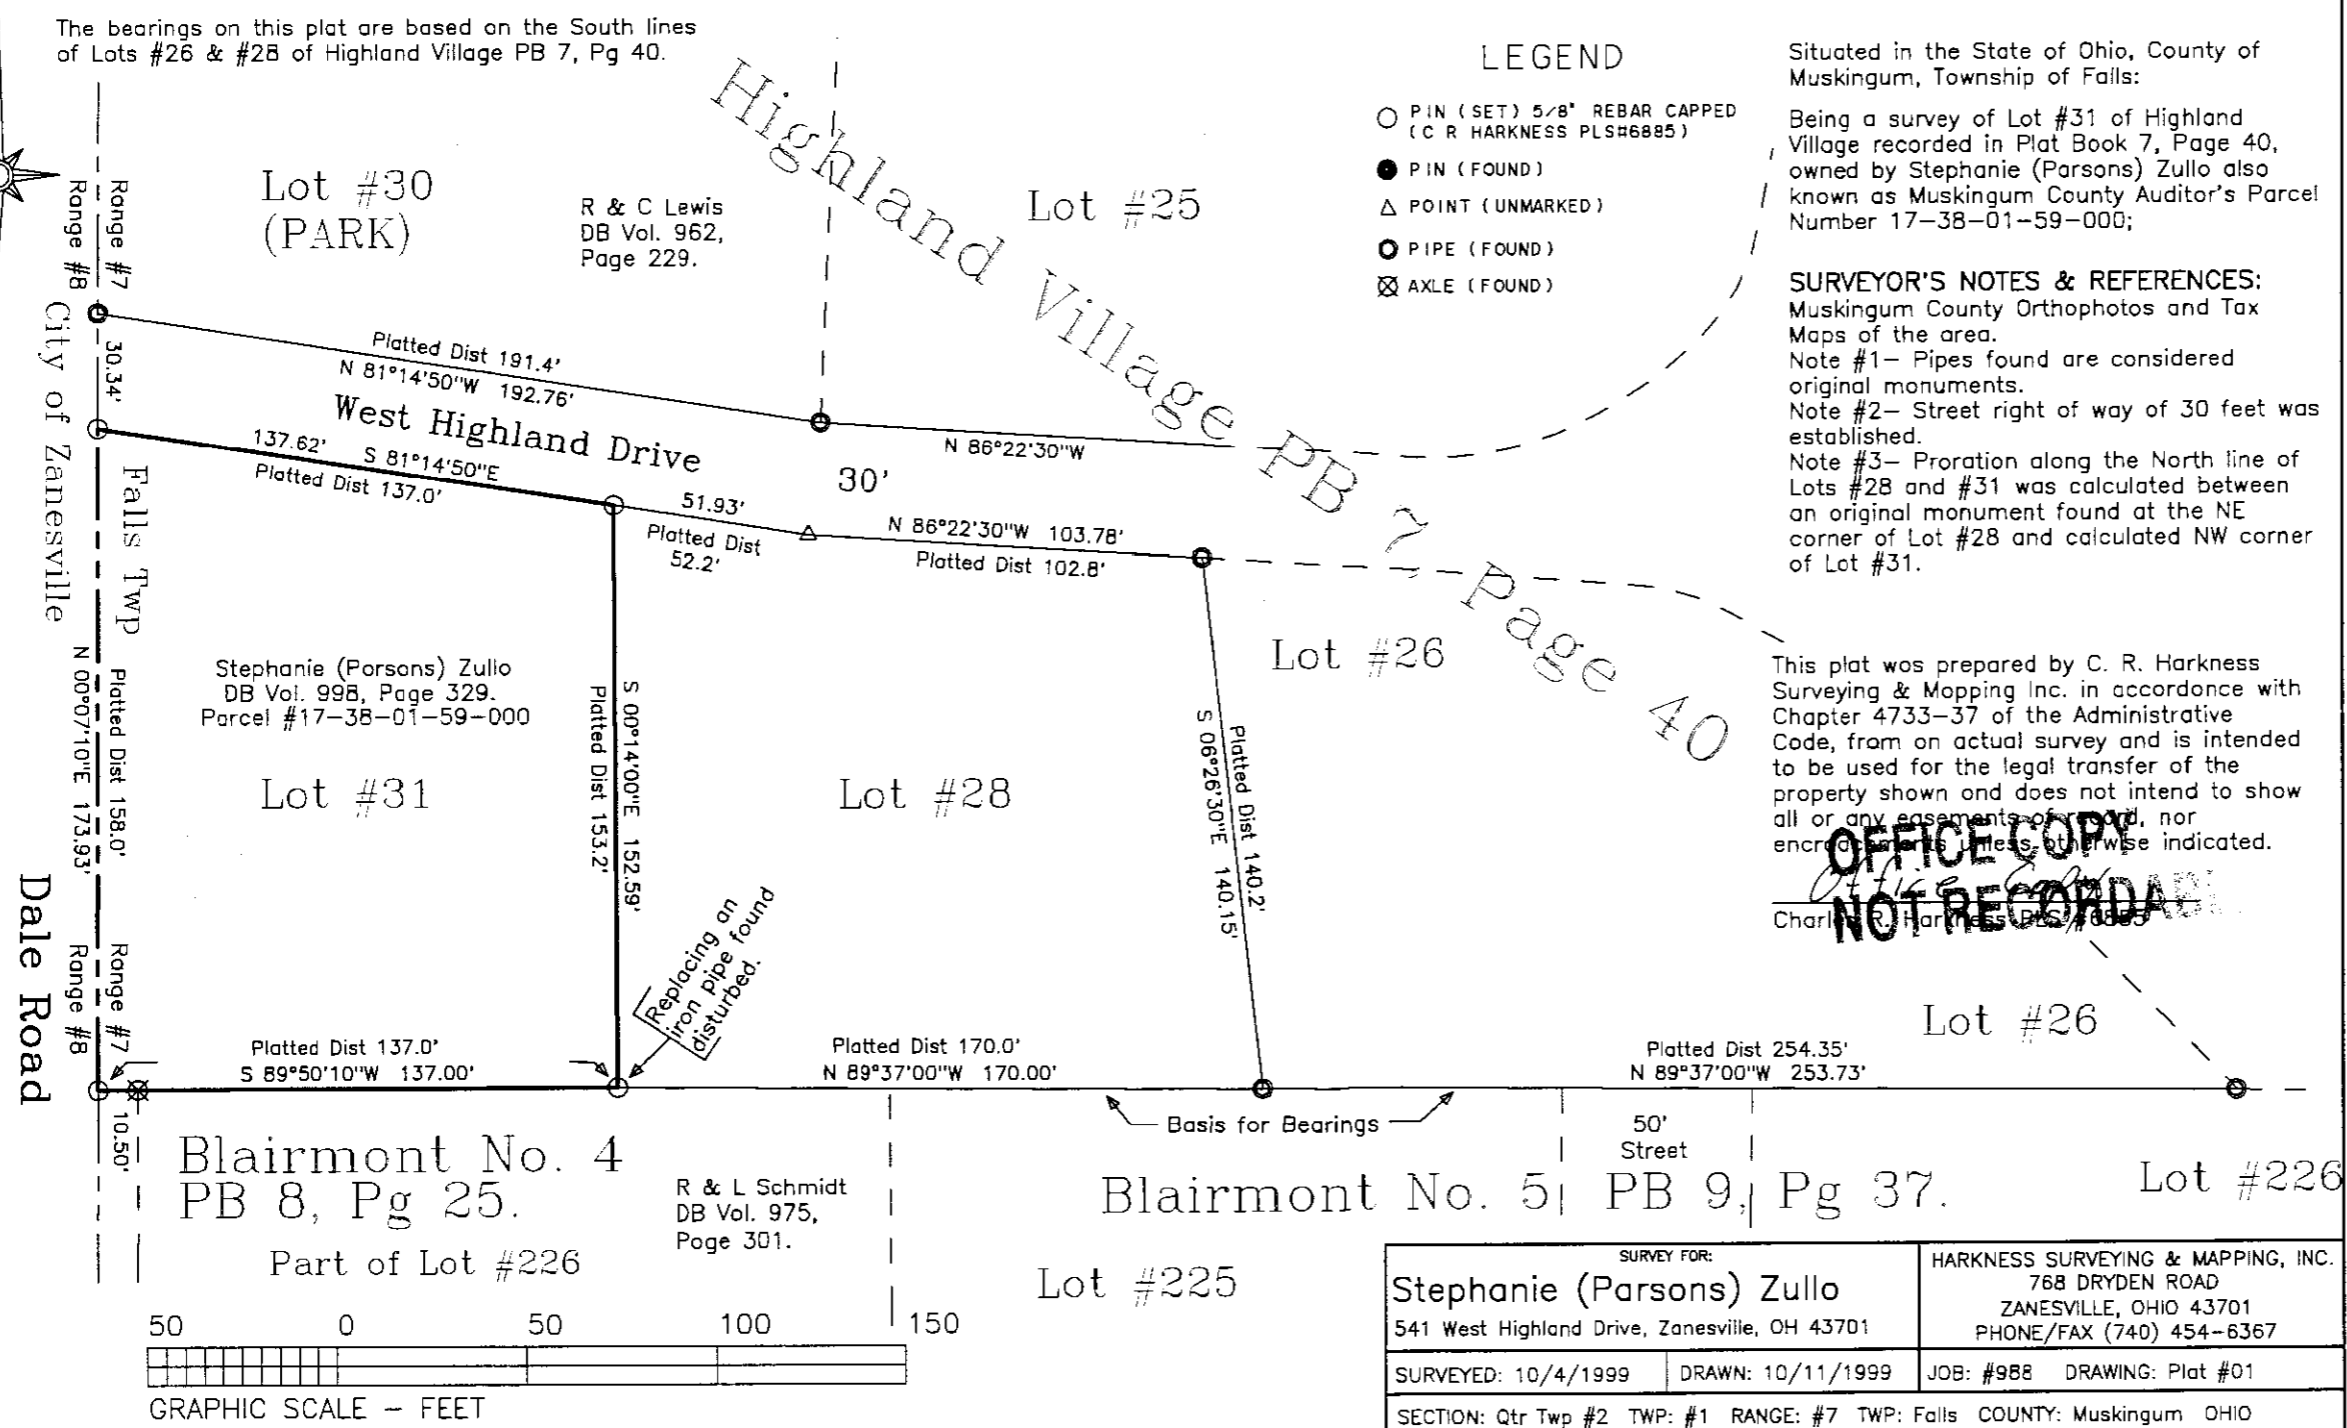 The bearings on this plat are based on the South lines
of Lots #26 & #28 of Highland Village PB 7, Pg 40.
Highland Village PB 7 Page 40
LEGEND
PIN (SET) 5/8" REBAR CAPPED
(C R HARKNESS PLS#6885)
PIN (FOUND)
POINT (UNMARKED)
PIPE (FOUND)
AXLE (FOUND)
Situated in the State of Ohio, County of
Muskingum, Township of Falls:
Being a survey of Lot #31 of Highland
Village recorded in Plat Book 7, Page 40,
owned by Stephanie (Parsons) Zullo also
known as Muskingum County Auditor's Parcel
Number 17-38-01-59-000;
SURVEYOR'S NOTES & REFERENCES:
Muskingum County Orthophotos and Tax
Maps of the area.
Note #1- Pipes found are considered
original monuments.
Note #2- Street right of way of 30 feet was
established.
Note #3- Proration along the North line of
Lots #28 and #31 was calculated between
an original monument found at the NE
corner of Lot #28 and calculated NW corner
of Lot #31.
Range #7
Range #8
Lot #30
(PARK)
R & C Lewis
DB Vol. 962,
Page 229.
Lot #25
City of Zanesville
30.34'
Platted Dist 191.4'
N 81°14'50"W 192.76'
West Highland Drive
30'
N 86°22'30"W
137.62' S 81°14'50"E
Platted Dist 137.0'
51.93'
Platted Dist
52.2'
N 86°22'30"W 103.78'
Platted Dist 102.8'
Falls Twp
Platted Dist 158.0'
N 00°07'10"E 173.93'
Stephanie (Parsons) Zullo
DB Vol. 998, Page 329.
Parcel #17-38-01-59-000
Lot #31
S 00°14'00"E 152.59'
Platted Dist 153.2'
Lot #28
Platted Dist 140.2'
S 06°26'30"E 140.15'
Lot #26
This plat was prepared by C. R. Harkness
Surveying & Mapping Inc. in accordance with
Chapter 4733-37 of the Administrative
Code, from an actual survey and is intended
to be used for the legal transfer of the
property shown and does not intend to show
all or any easements of record, nor
encroachments unless otherwise indicated.
OFFICE COPY
NOT RECORDABLE
Charles R. Harkness PLS #6885
Dale Road
Range #7
Range #8
Replacing an
iron pipe found
disturbed.
Platted Dist 137.0'
S 89°50'10"W 137.00'
Platted Dist 170.0'
N 89°37'00"W 170.00'
Lot #26
Platted Dist 254.35'
N 89°37'00"W 253.73'
10.50'
Basis for Bearings
50'
Street
Blairmont No. 4
PB 8, Pg 25.
Part of Lot #226
R & L Schmidt
DB Vol. 975,
Page 301.
Blairmont No. 5 PB 9, Pg 37.
Lot #226
Lot #225
50 0 50 100 150
GRAPHIC SCALE - FEET
SURVEY FOR:
Stephanie (Parsons) Zullo
541 West Highland Drive, Zanesville, OH 43701
HARKNESS SURVEYING & MAPPING, INC.
768 DRYDEN ROAD
ZANESVILLE, OHIO 43701
PHONE/FAX (740) 454-6367
SURVEYED: 10/4/1999 DRAWN: 10/11/1999 JOB: #988 DRAWING: Plat #01
SECTION: Qtr Twp #2 TWP: #1 RANGE: #7 TWP: Falls COUNTY: Muskingum OHIO